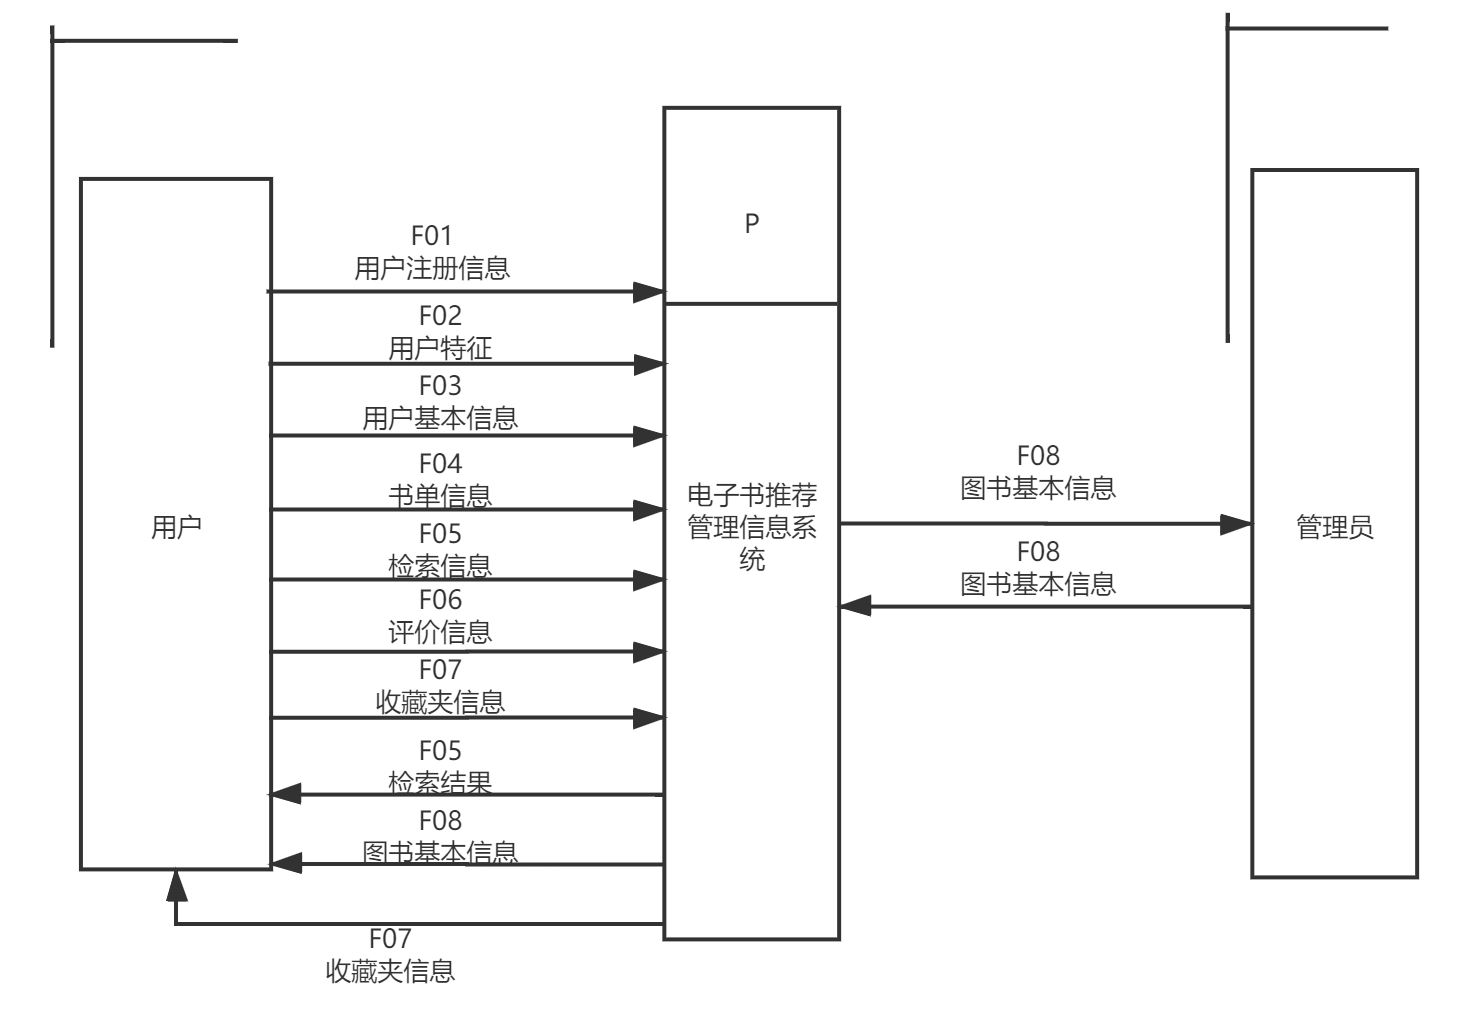 P
F01
用户注册信息
F02
用户特征
F03
用户基本信息
F04
书单信息
F05
检索信息
F06
评价信息
F07
收藏夹信息
F05
检索结果
F08
图书基本信息
F07
收藏夹信息
用户
电子书推荐
管理信息系
统
F08
图书基本信息
F08
图书基本信息
管理员